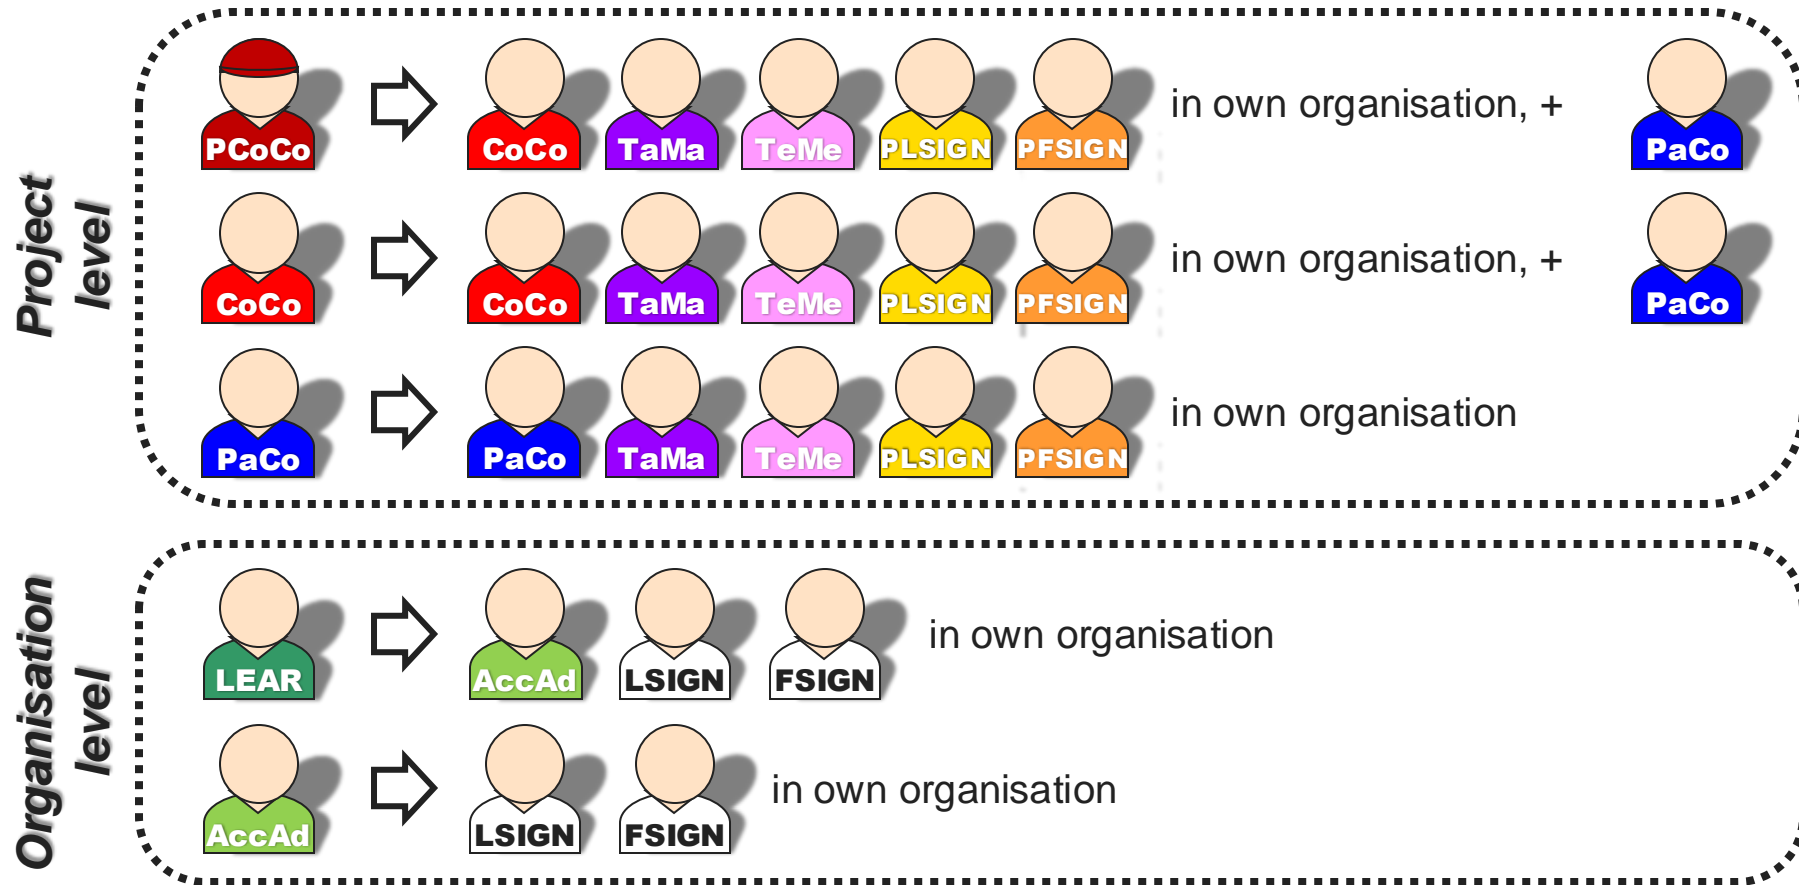 Project
level
PCoCo CoCo TaMa TeMe PLSIGN PFSIGN in own organisation, + PaCo
CoCo CoCo TaMa TeMe PLSIGN PFSIGN in own organisation, + PaCo
PaCo PaCo TaMa TeMe PLSIGN PFSIGN in own organisation
Organisation
level
LEAR AccAd LSIGN FSIGN in own organisation
AccAd LSIGN FSIGN in own organisation